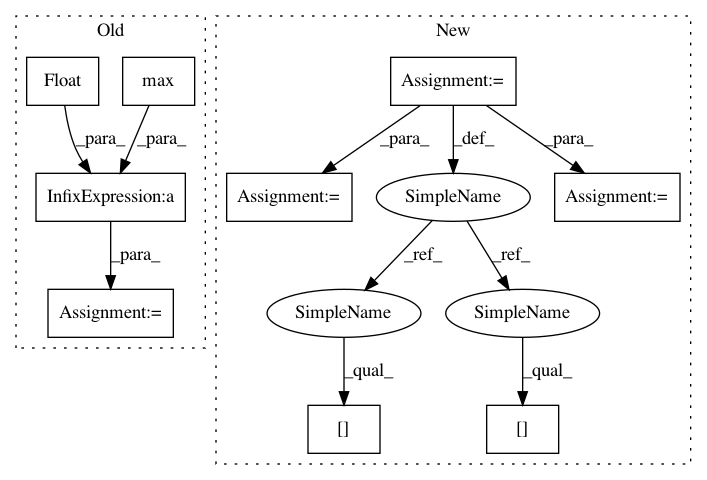 Old
New
Float
max
Assignment:=
_para_
_para_
_para_
_def_
_para_
InfixExpression:a
Assignment:=
SimpleName
Assignment:=
_para_
_ref_
_ref_
Assignment:=
SimpleName
SimpleName
_qual_
_qual_
[]
[]